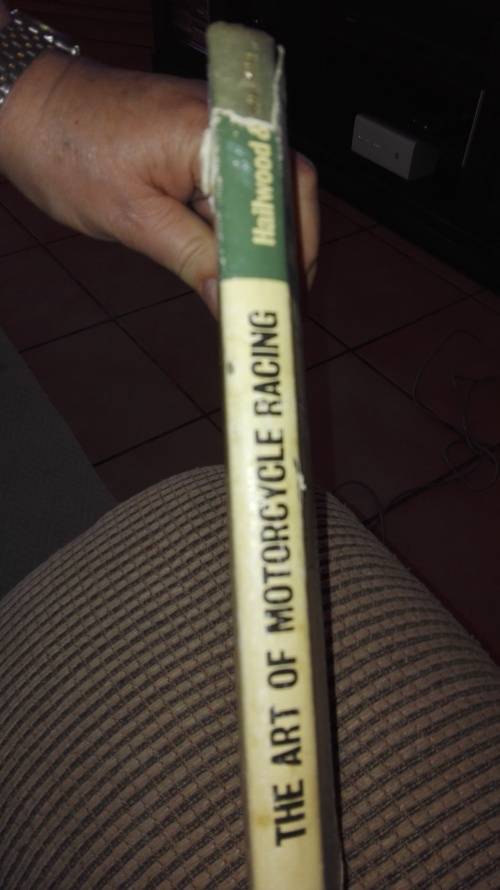 THE ART OF MOTORCYCLE RACING
Hailwood &